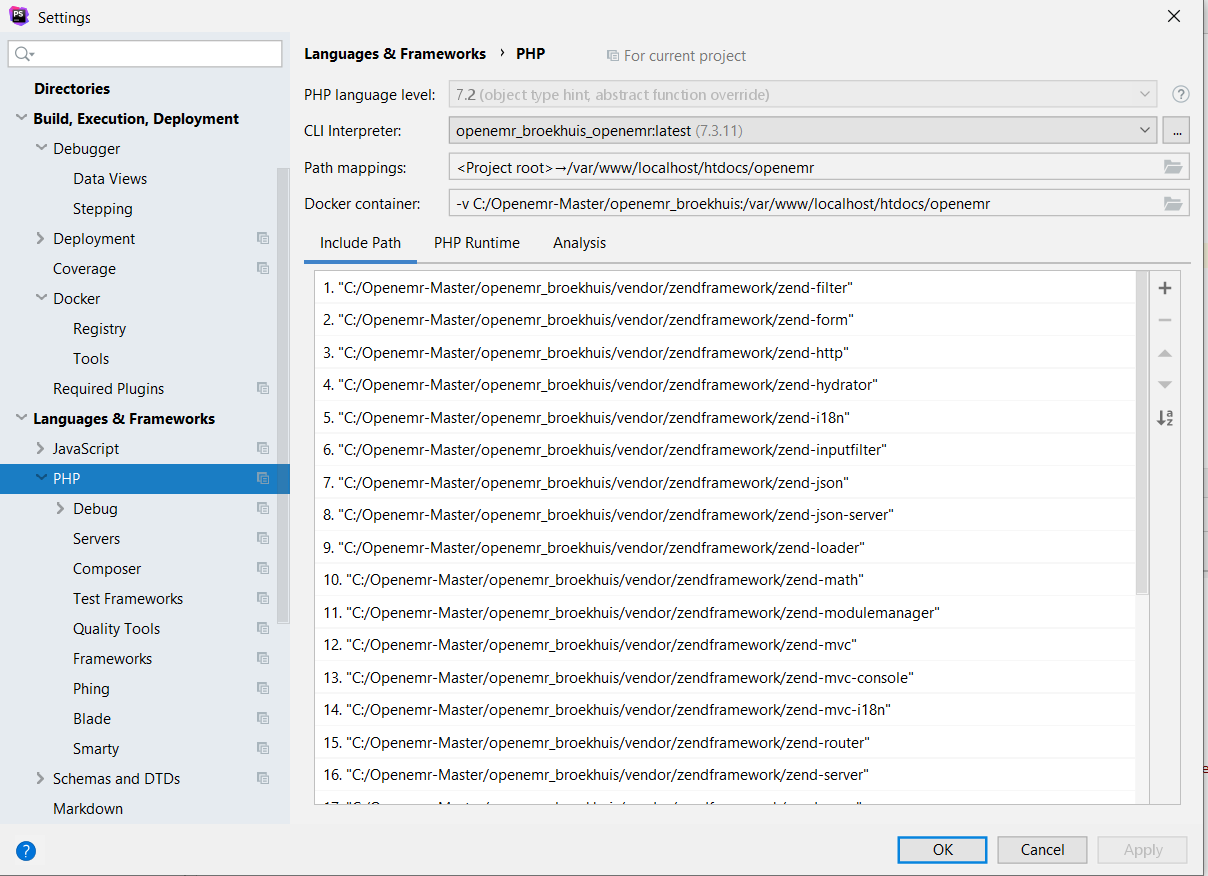 PS Settings
Directories
Build, Execution, Deployment
Debugger
Data Views
Stepping
Deployment
Coverage
Docker
Registry
Tools
Required Plugins
Languages & Frameworks
JavaScript
PHP
Debug
Servers
Composer
Test Frameworks
Quality Tools
Frameworks
Phing
Blade
Smarty
Schemas and DTDs
Markdown
Languages & Frameworks › PHP For current project
PHP language level: 7.2 (object type hint, abstract function override) ?
CLI Interpreter: openemr_broekhuis_openemr:latest (7.3.11) ...
Path mappings: <Project root>→/var/www/localhost/htdocs/openemr
Docker container: -v C:/Openemr-Master/openemr_broekhuis:/var/www/localhost/htdocs/openemr
Include Path PHP Runtime Analysis
1. "C:/Openemr-Master/openemr_broekhuis/vendor/zendframework/zend-filter"
2. "C:/Openemr-Master/openemr_broekhuis/vendor/zendframework/zend-form"
3. "C:/Openemr-Master/openemr_broekhuis/vendor/zendframework/zend-http"
4. "C:/Openemr-Master/openemr_broekhuis/vendor/zendframework/zend-hydrator"
5. "C:/Openemr-Master/openemr_broekhuis/vendor/zendframework/zend-i18n"
6. "C:/Openemr-Master/openemr_broekhuis/vendor/zendframework/zend-inputfilter"
7. "C:/Openemr-Master/openemr_broekhuis/vendor/zendframework/zend-json"
8. "C:/Openemr-Master/openemr_broekhuis/vendor/zendframework/zend-json-server"
9. "C:/Openemr-Master/openemr_broekhuis/vendor/zendframework/zend-loader"
10. "C:/Openemr-Master/openemr_broekhuis/vendor/zendframework/zend-math"
11. "C:/Openemr-Master/openemr_broekhuis/vendor/zendframework/zend-modulemanager"
12. "C:/Openemr-Master/openemr_broekhuis/vendor/zendframework/zend-mvc"
13. "C:/Openemr-Master/openemr_broekhuis/vendor/zendframework/zend-mvc-console"
14. "C:/Openemr-Master/openemr_broekhuis/vendor/zendframework/zend-mvc-i18n"
15. "C:/Openemr-Master/openemr_broekhuis/vendor/zendframework/zend-router"
16. "C:/Openemr-Master/openemr_broekhuis/vendor/zendframework/zend-server"
? OK Cancel Apply